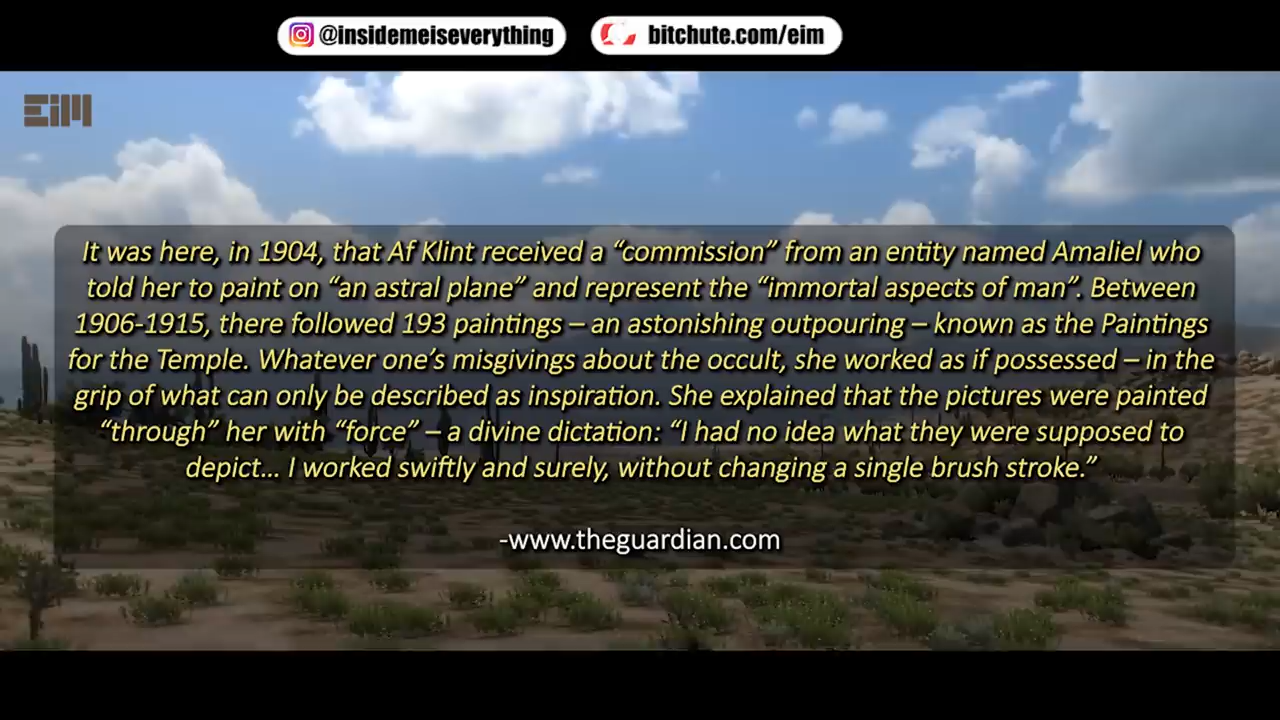 @insidemeiseverything
bitchute.com/eim
EiM
It was here, in 1904, that Af Klint received a “commission” from an entity named Amaliel who
told her to paint on “an astral plane” and represent the “immortal aspects of man”. Between
1906-1915, there followed 193 paintings – an astonishing outpouring – known as the Paintings
for the Temple. Whatever one’s misgivings about the occult, she worked as if possessed – in the
grip of what can only be described as inspiration. She explained that the pictures were painted
“through” her with “force” – a divine dictation: “I had no idea what they were supposed to
depict... I worked swiftly and surely, without changing a single brush stroke.”
-www.theguardian.com